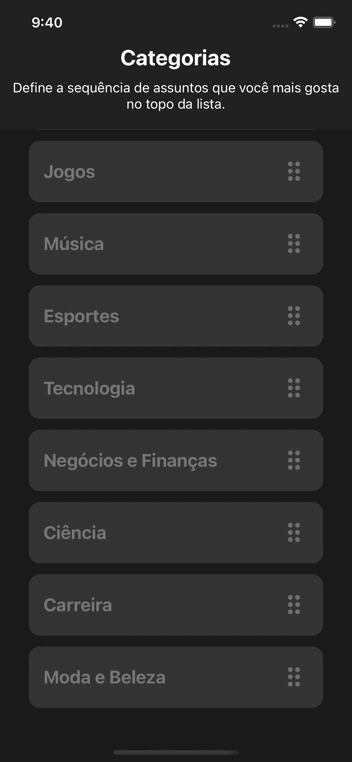 9:40
Categorias
Define a sequência de assuntos que você mais gosta
no topo da lista.
Jogos
Música
Esportes
Tecnologia
Negócios e Finanças
Ciência
Carreira
Moda e Beleza